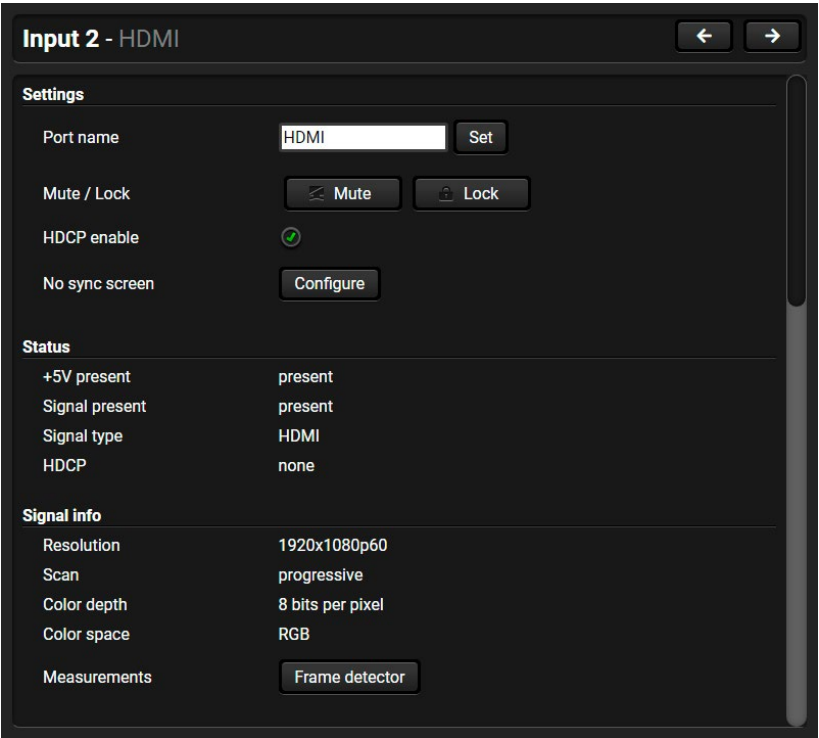 Input 2 - HDMI
Settings
Port name HDMI Set
Mute / Lock Mute Lock
HDCP enable
No sync screen Configure
Status
+5V present present
Signal present present
Signal type HDMI
HDCP none
Signal info
Resolution 1920x1080p60
Scan progressive
Color depth 8 bits per pixel
Color space RGB
Measurements Frame detector